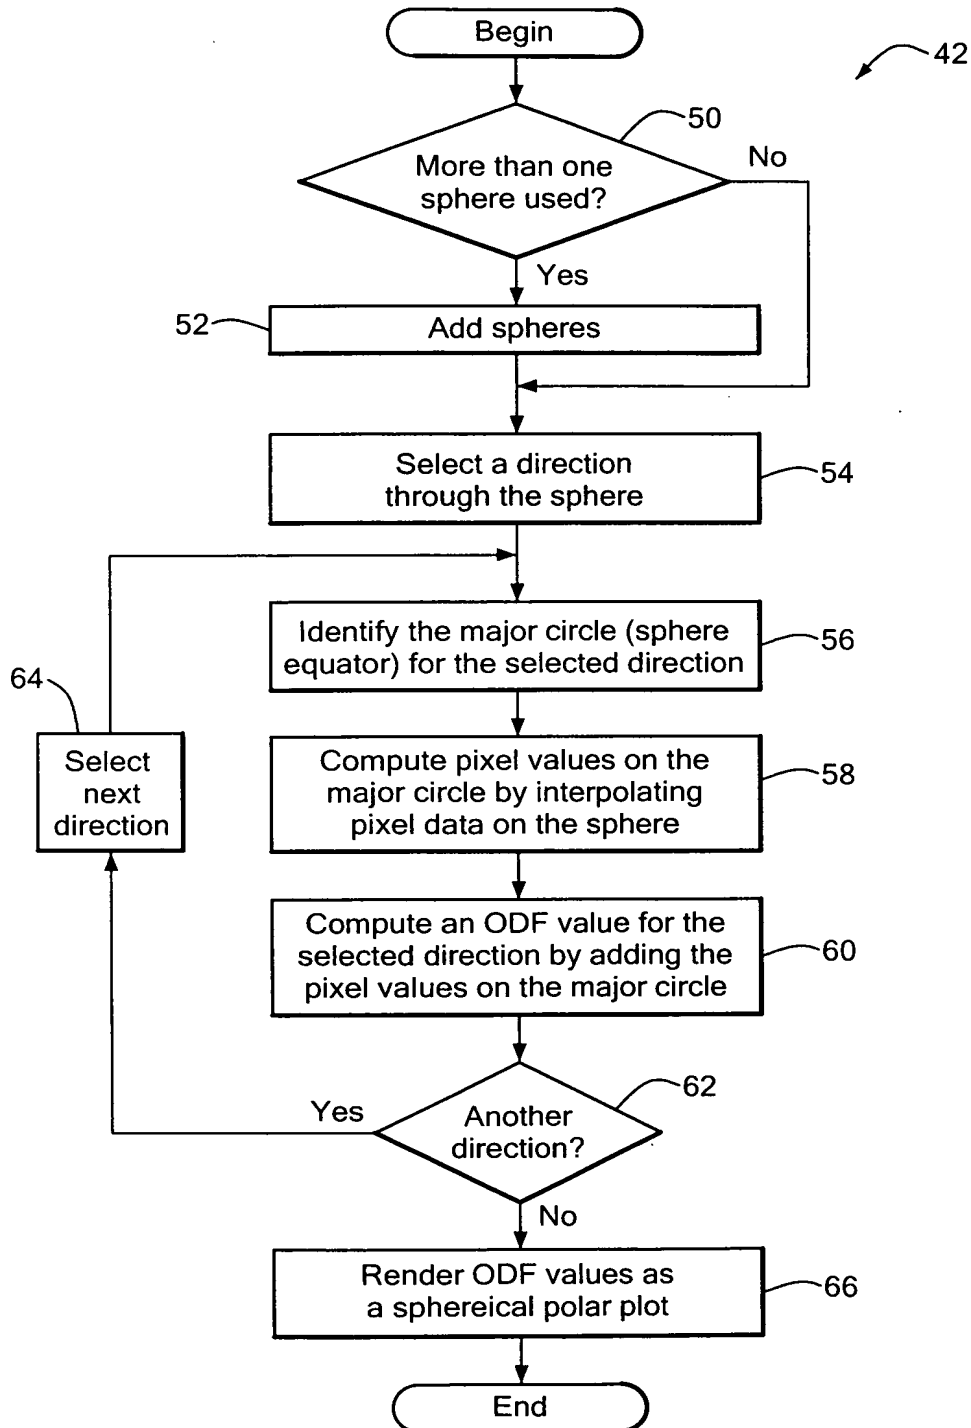 Begin
42
50
More than one
sphere used?
No
Yes
52
Add spheres
Select a direction
through the sphere
54
Identify the major circle (sphere
equator) for the selected direction
56
64
Select
next
direction
Compute pixel values on the
major circle by interpolating
pixel data on the sphere
58
Compute an ODF value for the
selected direction by adding the
pixel values on the major circle
60
62
Yes
Another
direction?
No
Render ODF values as
a sphereical polar plot
66
End